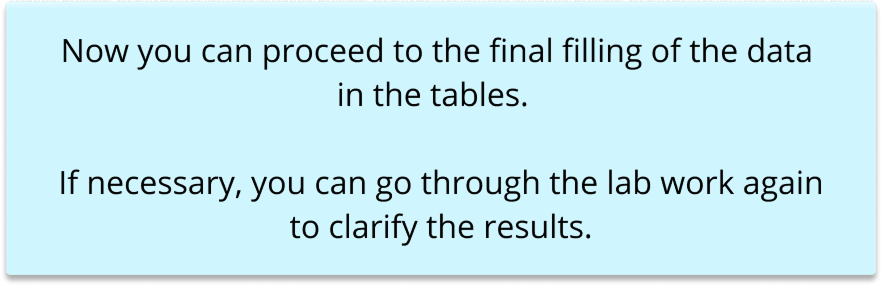 Now you can proceed to the final filling of the data
in the tables.
If necessary, you can go through the lab work again
to clarify the results.